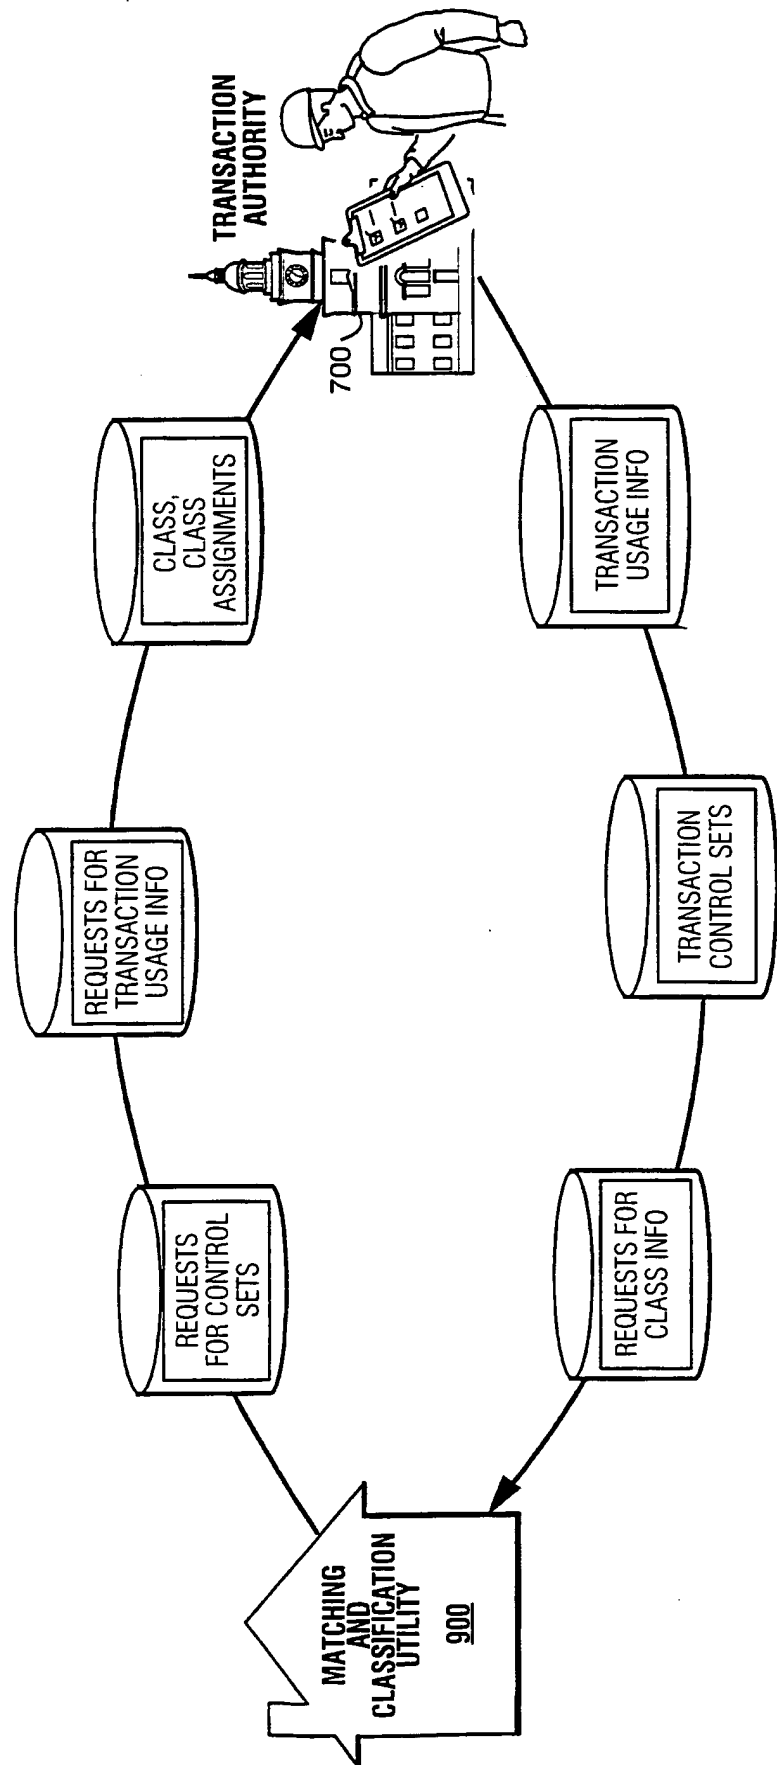 MATCHING
AND
CLASSIFICATION
UTILITY
900
REQUESTS
FOR CONTROL
SETS
REQUESTS FOR
TRANSACTION
USAGE INFO
CLASS,
CLASS
ASSIGNMENTS
TRANSACTION
AUTHORITY
700
REQUESTS FOR
CLASS INFO
TRANSACTION
CONTROL SETS
TRANSACTION
USAGE INFO